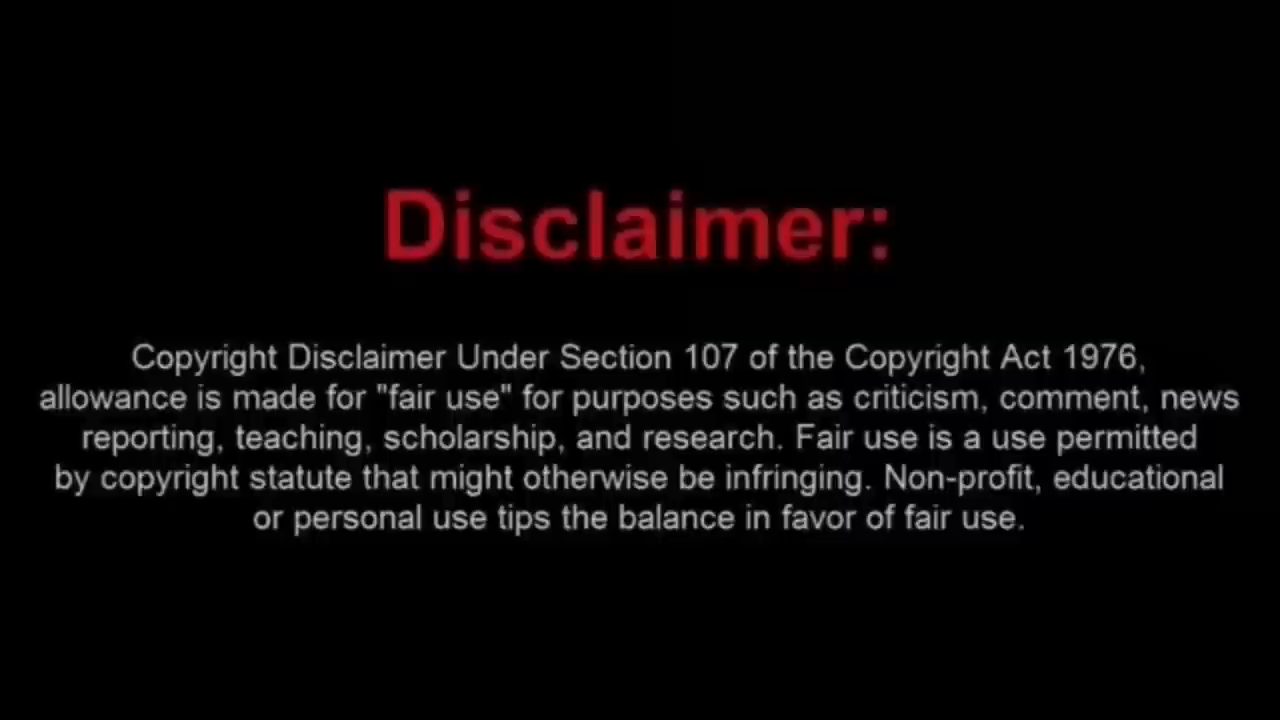 Disclaimer:
Copyright Disclaimer Under Section 107 of the Copyright Act 1976,
allowance is made for "fair use" for purposes such as criticism, comment, news
reporting, teaching, scholarship, and research. Fair use is a use permitted
by copyright statute that might otherwise be infringing. Non-profit, educational
or personal use tips the balance in favor of fair use.